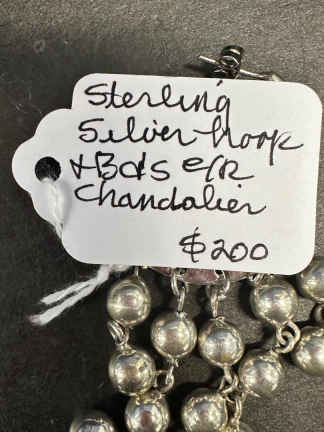 Sterling
Silver hoop
+ Bds e/R
Chandalier
$200